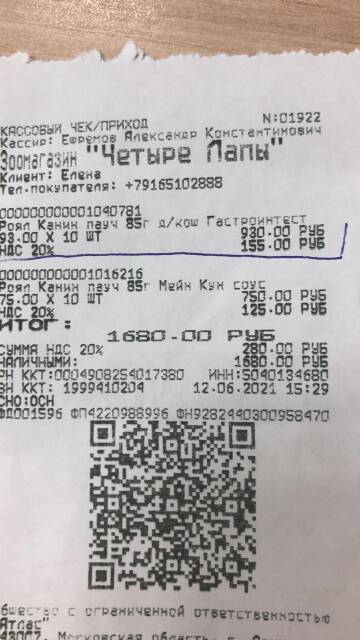 N:01922
КАССОВЫЙ ЧЕК/ПРИХОД
Кассир: Ефремов Александр Константинович
Зоомагазин "Четыре Лапы"
Клиент: Елена
Тел.покупателя: +79165102888
000000000001040781
Роял Канин пауч 85г д/кош Гастроинтест
93.00 X 10 ШТ 930.00 РУБ
НДС 20% 155.00 РУБ
000000000001016216
Роял Канин пауч 85г Мейн Кун соус
75.00 X 10 ШТ 750.00 РУБ
НДС 20% 125.00 РУБ
ИТОГ:
1680.00 РУБ
СУММА НДС 20% 280.00 РУБ
НАЛИЧНЫМИ: 1680.00 РУБ
РН ККТ:0004908254017380 ИНН:5040134680
ЗН ККТ: 1999410204 12.06.2021 15:29
СНО:ОСН
ФД001596 ФП4220988996 ФН9282440300958470
бщество с ограниченной ответственностью
Атлас"
Московская